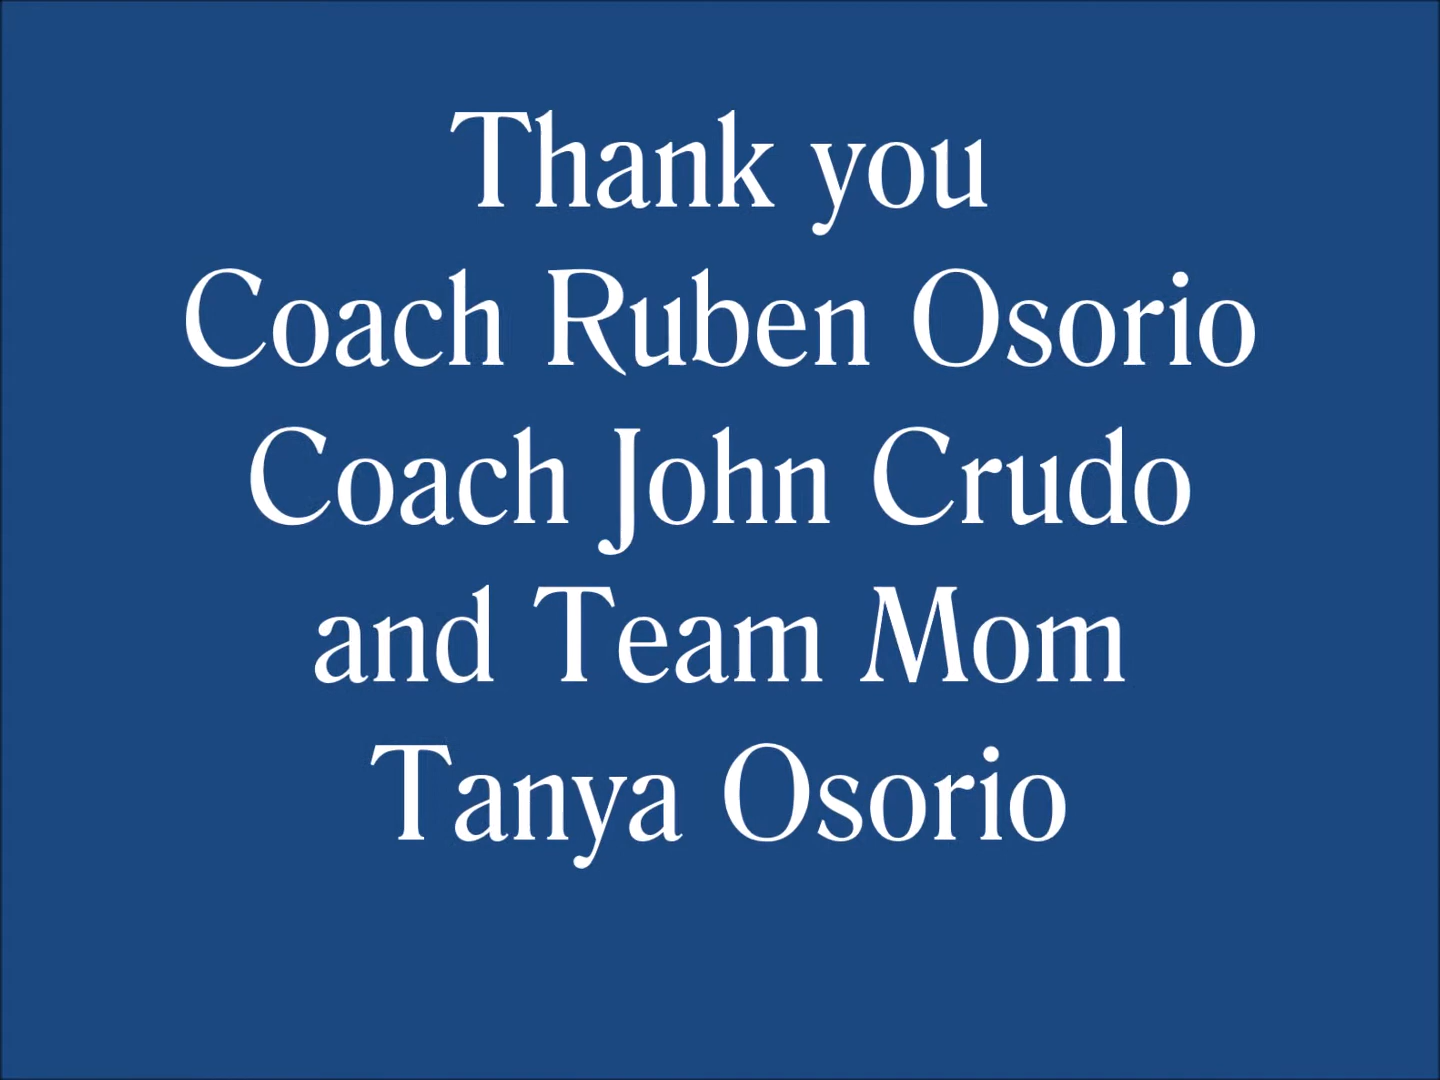 Thank you
Coach Ruben Osorio
Coach John Crudo
and Team Mom
Tanya Osorio